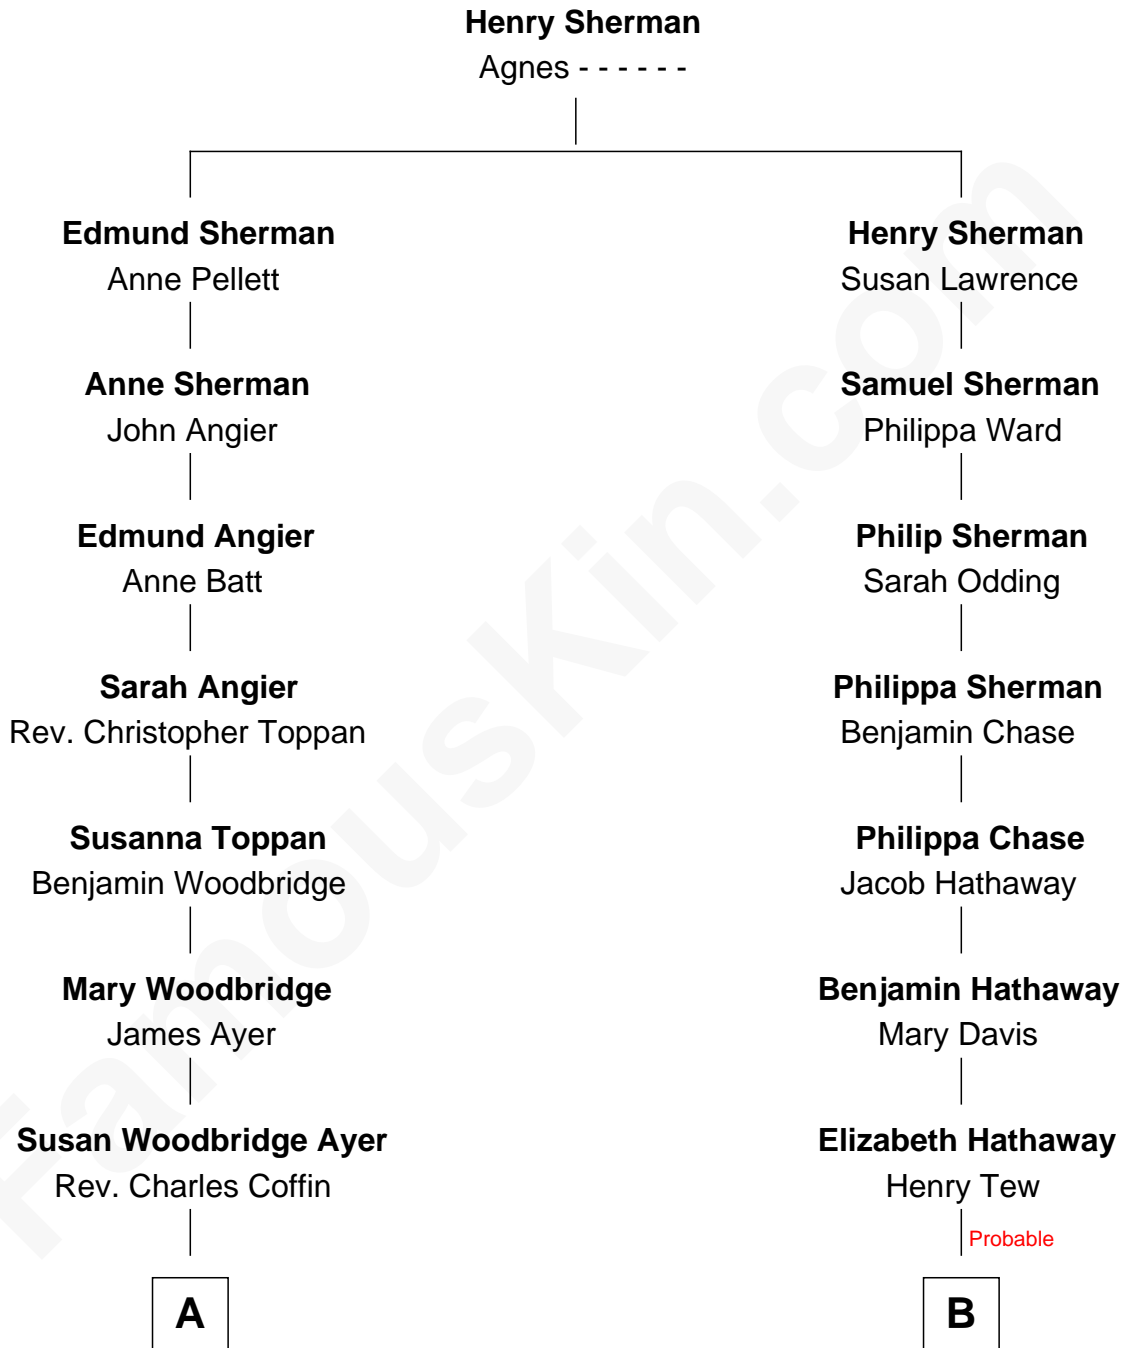 Henry Sherman
Agnes - - - - - -
Edmund Sherman
Anne Pellett
Henry Sherman
Susan Lawrence
Anne Sherman
John Angier
Samuel Sherman
Philippa Ward
Edmund Angier
Anne Batt
Philip Sherman
Sarah Odding
Sarah Angier
Rev. Christopher Toppan
Philippa Sherman
Benjamin Chase
Susanna Toppan
Benjamin Woodbridge
Philippa Chase
Jacob Hathaway
Mary Woodbridge
James Ayer
Benjamin Hathaway
Mary Davis
Susan Woodbridge Ayer
Rev. Charles Coffin
Elizabeth Hathaway
Henry Tew
Probable
A
B
FamousKin.com